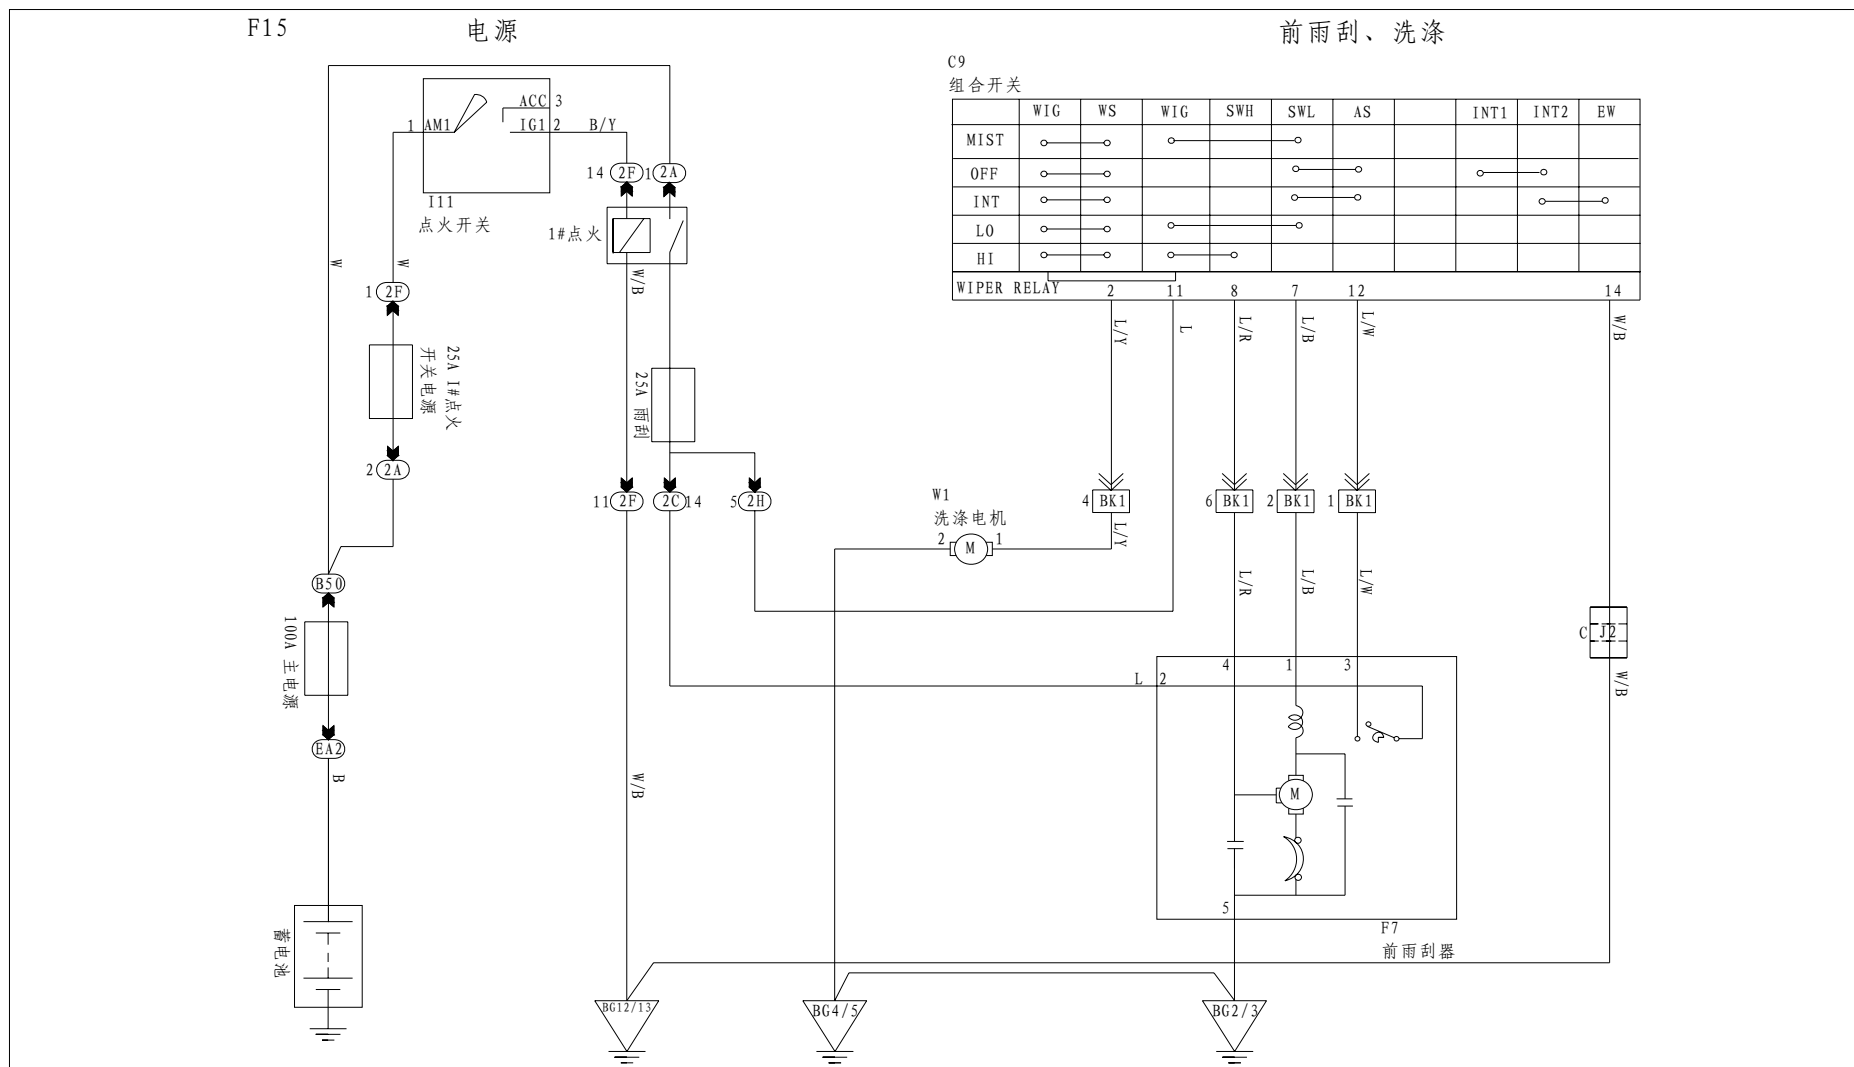 F15 电源 前雨刮、洗涤
C9
组合开关
WIG WS WIG SWH SWL AS INT1 INT2 EW
MIST
OFF
INT
LO
HI
WIPER RELAY 2 11 8 7 12 14
ACC 3
1 AM1 IG1 2 B/Y
I11
点火开关
14 2F 1 2A
1#点火
W W W/B
1 2F
25A I#点火
开关电源
2 2A
25A 雨刮
11 2F 2C 14 5 2H
L/Y L L/R L/B L/W W/B
4 BK1 6 BK1 2 BK1 1 BK1
W1
洗涤电机
2 M 1
L/Y L/R L/B L/W
B50
100A 主电源
EA2
B
W/B
C J2
W/B
4 1 3
L 2
M
5
F7
前雨刮器
蓄电池
BG12/13 BG4/5 BG2/3